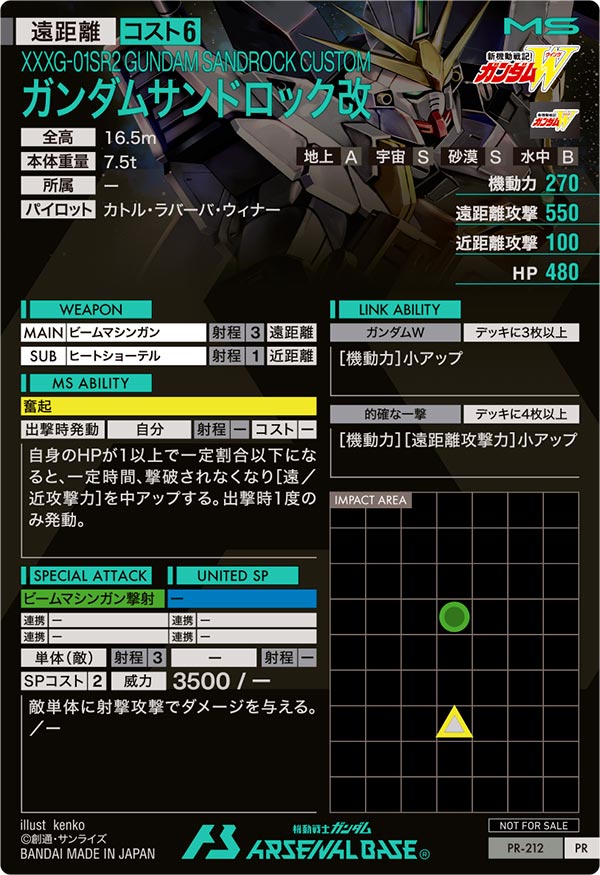 遠距離 コスト6 MS
XXXG-01SR2 GUNDAM SANDROCK CUSTOM
ガンダムサンドロック改
新機動戦記 ガンダムW ウイング
全高 16.5m
本体重量 7.5t
所属 ー
パイロット カトル・ラバーバ・ウィナー
地上 A 宇宙 S 砂漠 S 水中 B
機動力 270
遠距離攻撃 550
近距離攻撃 100
HP 480
WEAPON
MAIN ビームマシンガン 射程 3 遠距離
SUB ヒートショーテル 射程 1 近距離
MS ABILITY
奮起
出撃時発動 自分 射程 ー コスト ー
自身のHPが1以上で一定割合以下にな
ると、一定時間、撃破されなくなり[遠/
近攻撃力]を中アップする。出撃時1度の
み発動。
LINK ABILITY
ガンダムW デッキに3枚以上
[機動力]小アップ
的確な一撃 デッキに4枚以上
[機動力][遠距離攻撃力]小アップ
SPECIAL ATTACK UNITED SP
ビームマシンガン撃射 ー
連携 ー 連携 ー
連携 ー 連携 ー
単体(敵) 射程 3 ー 射程 ー
SPコスト 2 威力 3500 / ー
敵単体に射撃攻撃でダメージを与える。
/ー
IMPACT AREA
illust kenko
©創通・サンライズ
BANDAI MADE IN JAPAN
機動戦士ガンダム
ARSENAL BASE®
NOT FOR SALE
PR-212 PR